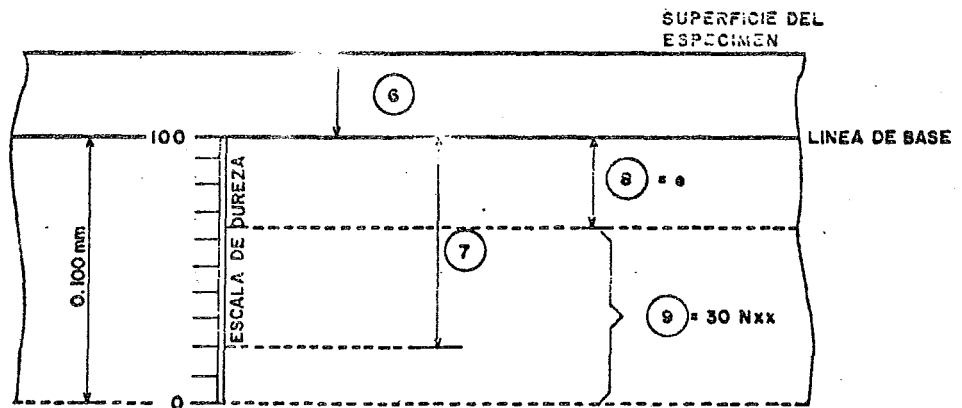 SUPERFICIE DEL
ESPECIMEN
6
100
LINEA DE BASE
8 = e
ESCALA DE DUREZA
7
0.100 mm
9 = 30 Nxx
0